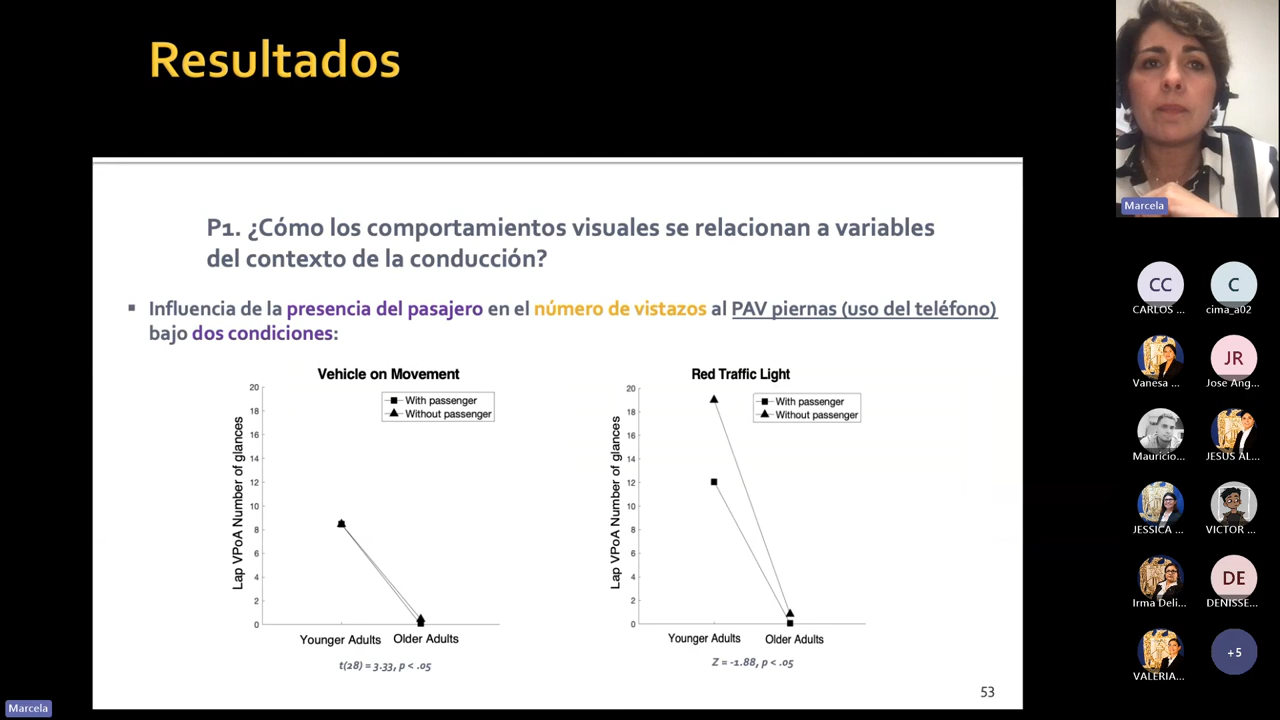 Resultados
P1. ¿Cómo los comportamientos visuales se relacionan a variables
del contexto de la conducción?
Influencia de la presencia del pasajero en el número de vistazos al PAV piernas (uso del teléfono)
bajo dos condiciones:
Vehicle on Movement
With passenger
Without passenger
Lap VPoA Number of glances
20
18
16
14
12
10
8
6
4
2
0
Younger Adults Older Adults
t(28) = 3.33, p < .05
Red Traffic Light
With passenger
Without passenger
Lap VPoA Number of glances
20
18
16
14
12
10
8
6
4
2
0
Younger Adults Older Adults
Z = -1.88, p < .05
53
Marcela
Marcela
CC
CARLOS ...
C
cima_a02
Vanesa ...
JR
Jose Ang...
Mauricio...
JESUS AL...
JESSICA ...
VICTOR ...
Irma Deli...
DE
DENISSE...
VALERIA...
+5